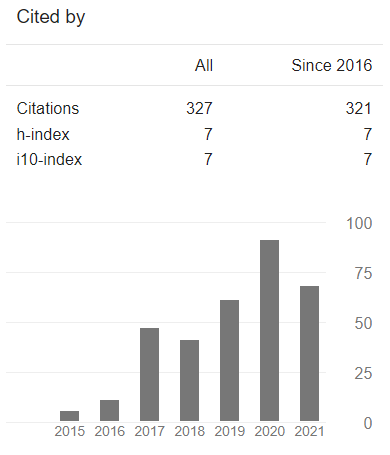 Cited by
All Since 2016
Citations 327 321
h-index 7 7
i10-index 7 7
100
75
50
25
0
2015 2016 2017 2018 2019 2020 2021